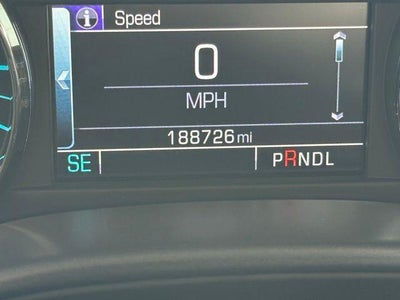 i Speed
0
MPH
188726 mi
SE PRNDL